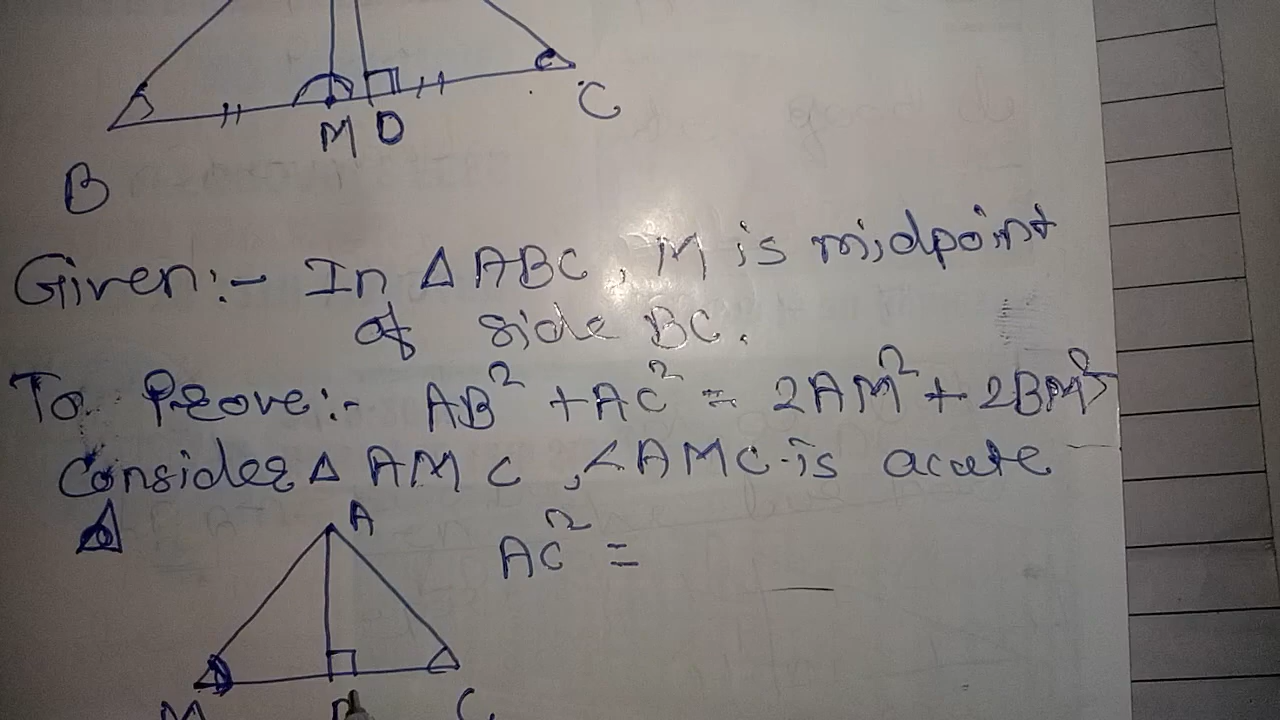 C
M D
B
Given:- In △ABC, M is midpoint
of side BC.
To Prove:- AB² + AC² = 2AM² + 2BM²
Consider △ AMC, <AMC is acute
A
AC² =
M D C